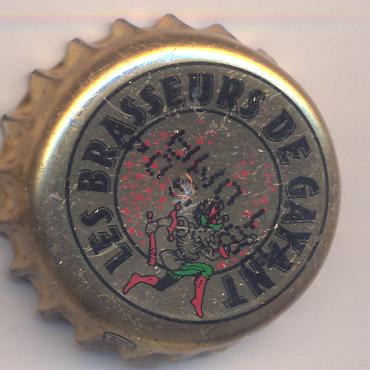 LES BRASSEURS DE GAYANT